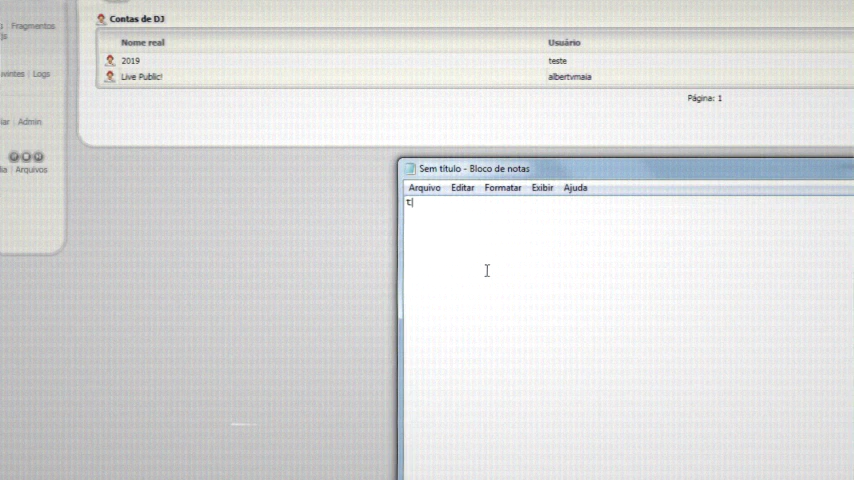 Contas de DJ
Nome real Usuário
2019 teste
Live Public! albertvmaia
Página: 1
Fragmentos
js
Logs
Admin
Arquivos
Sem título - Bloco de notas
Arquivo Editar Formatar Exibir Ajuda
t